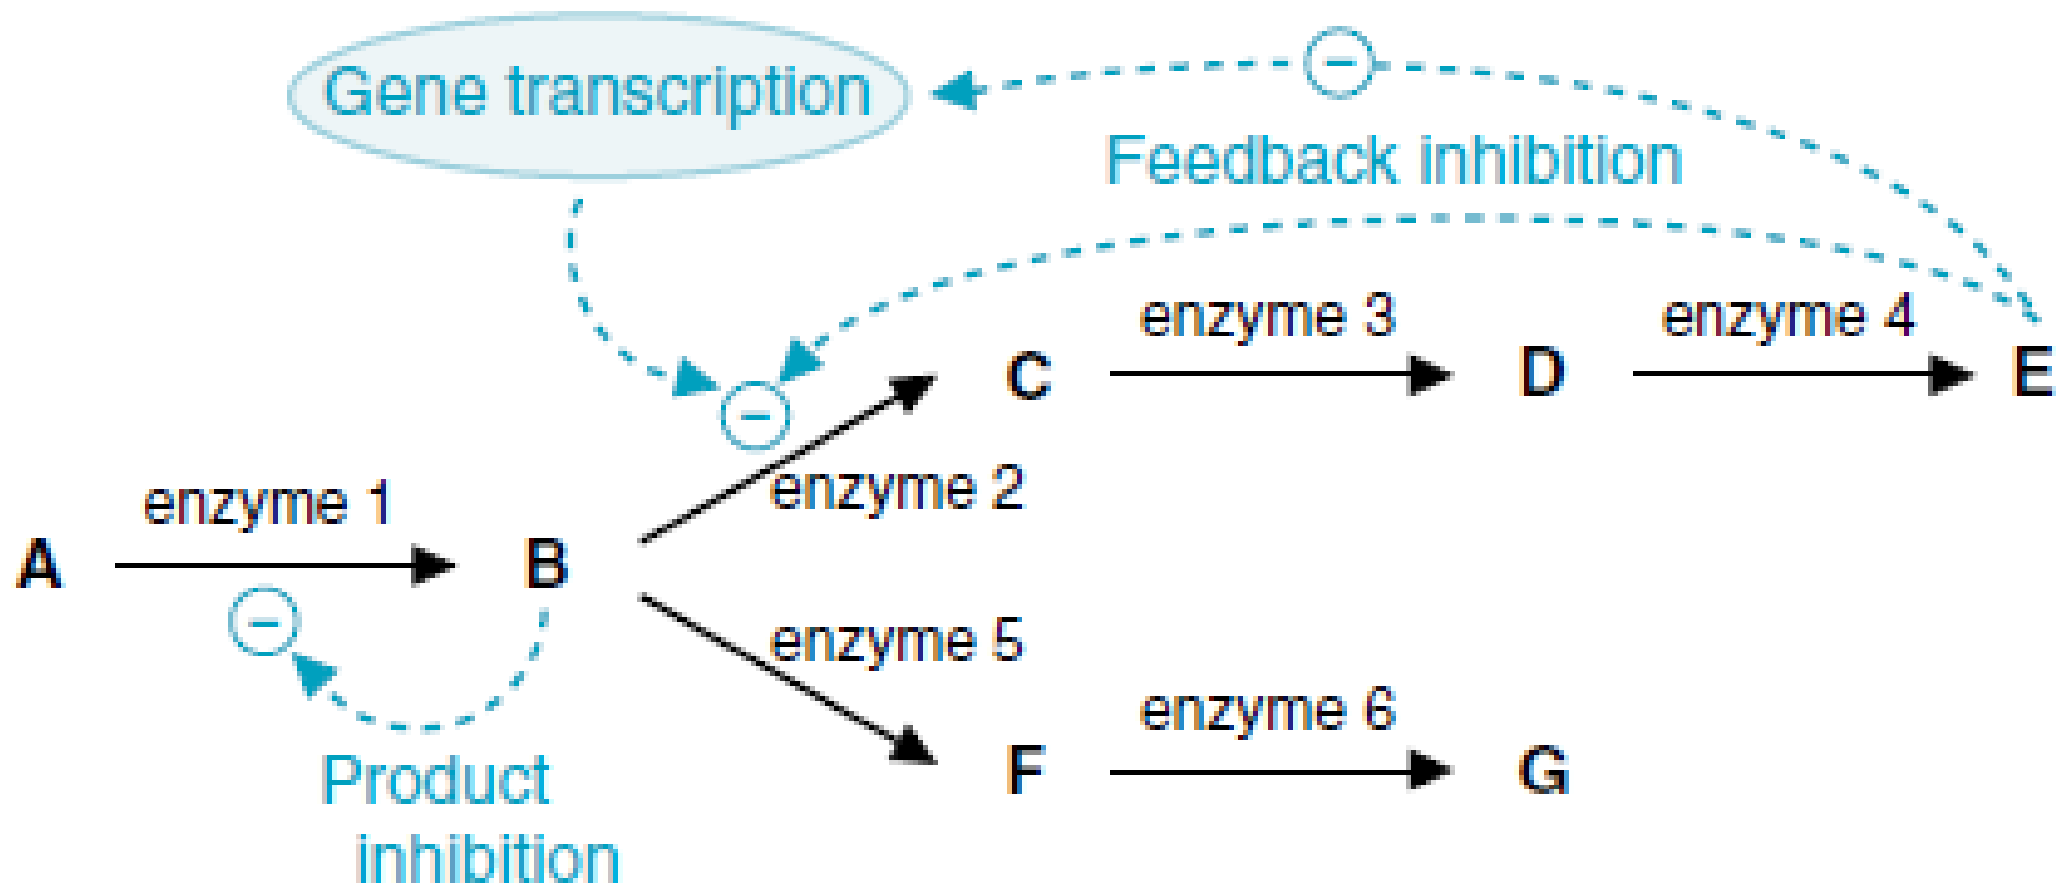 Gene transcription
−
Feedback inhibition
enzyme 3
enzyme 4
C
D
E
−
enzyme 2
enzyme 1
A
B
−
enzyme 5
enzyme 6
F
G
Product
inhibition